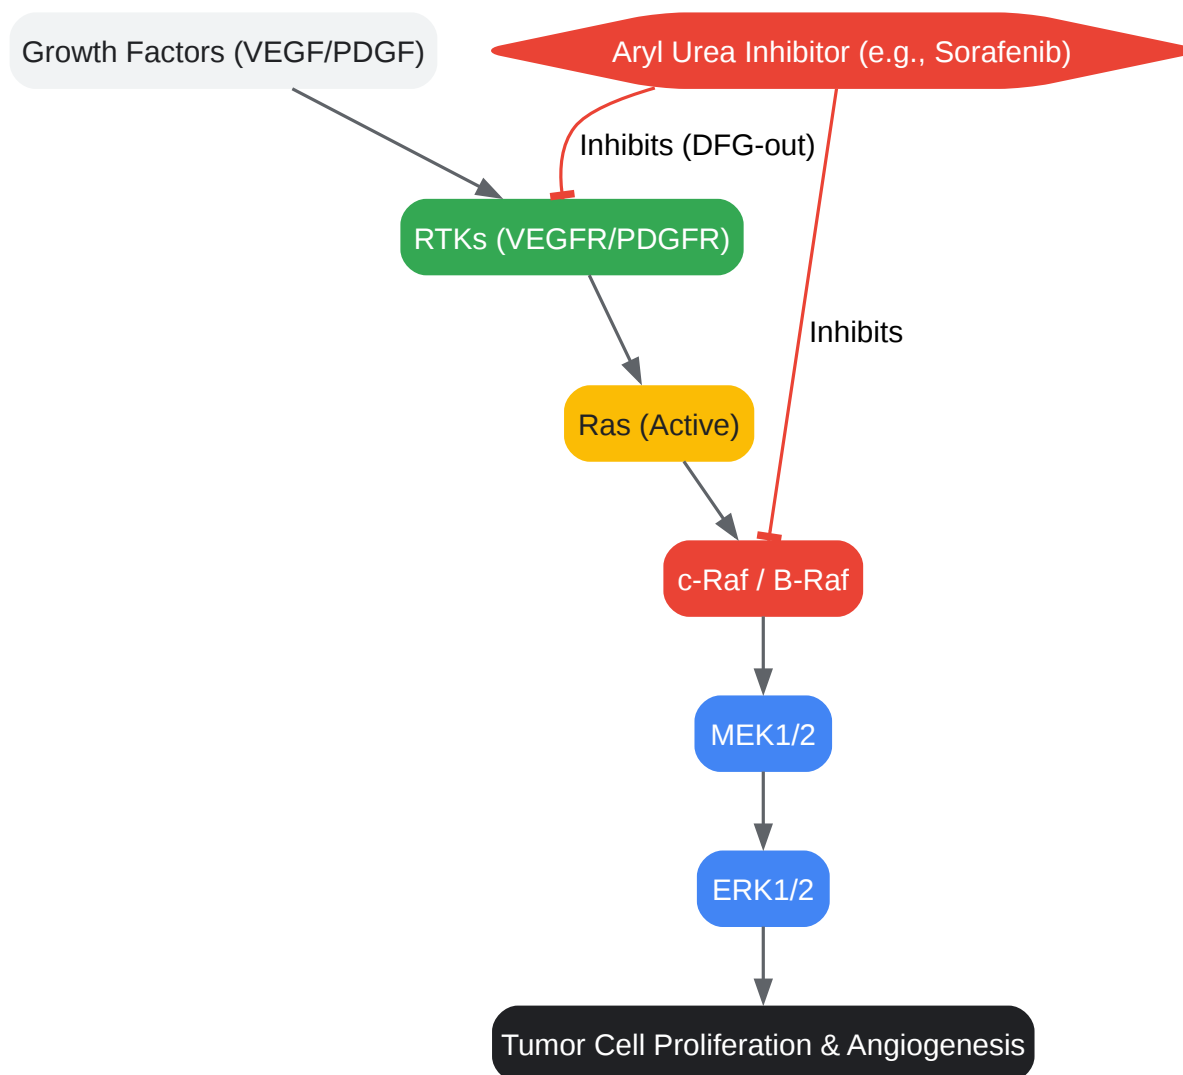 Growth Factors (VEGF/PDGF)
Aryl Urea Inhibitor (e.g., Sorafenib)
Inhibits (DFG-out)
RTKs (VEGFR/PDGFR)
Inhibits
Ras (Active)
c-Raf / B-Raf
MEK1/2
ERK1/2
Tumor Cell Proliferation & Angiogenesis